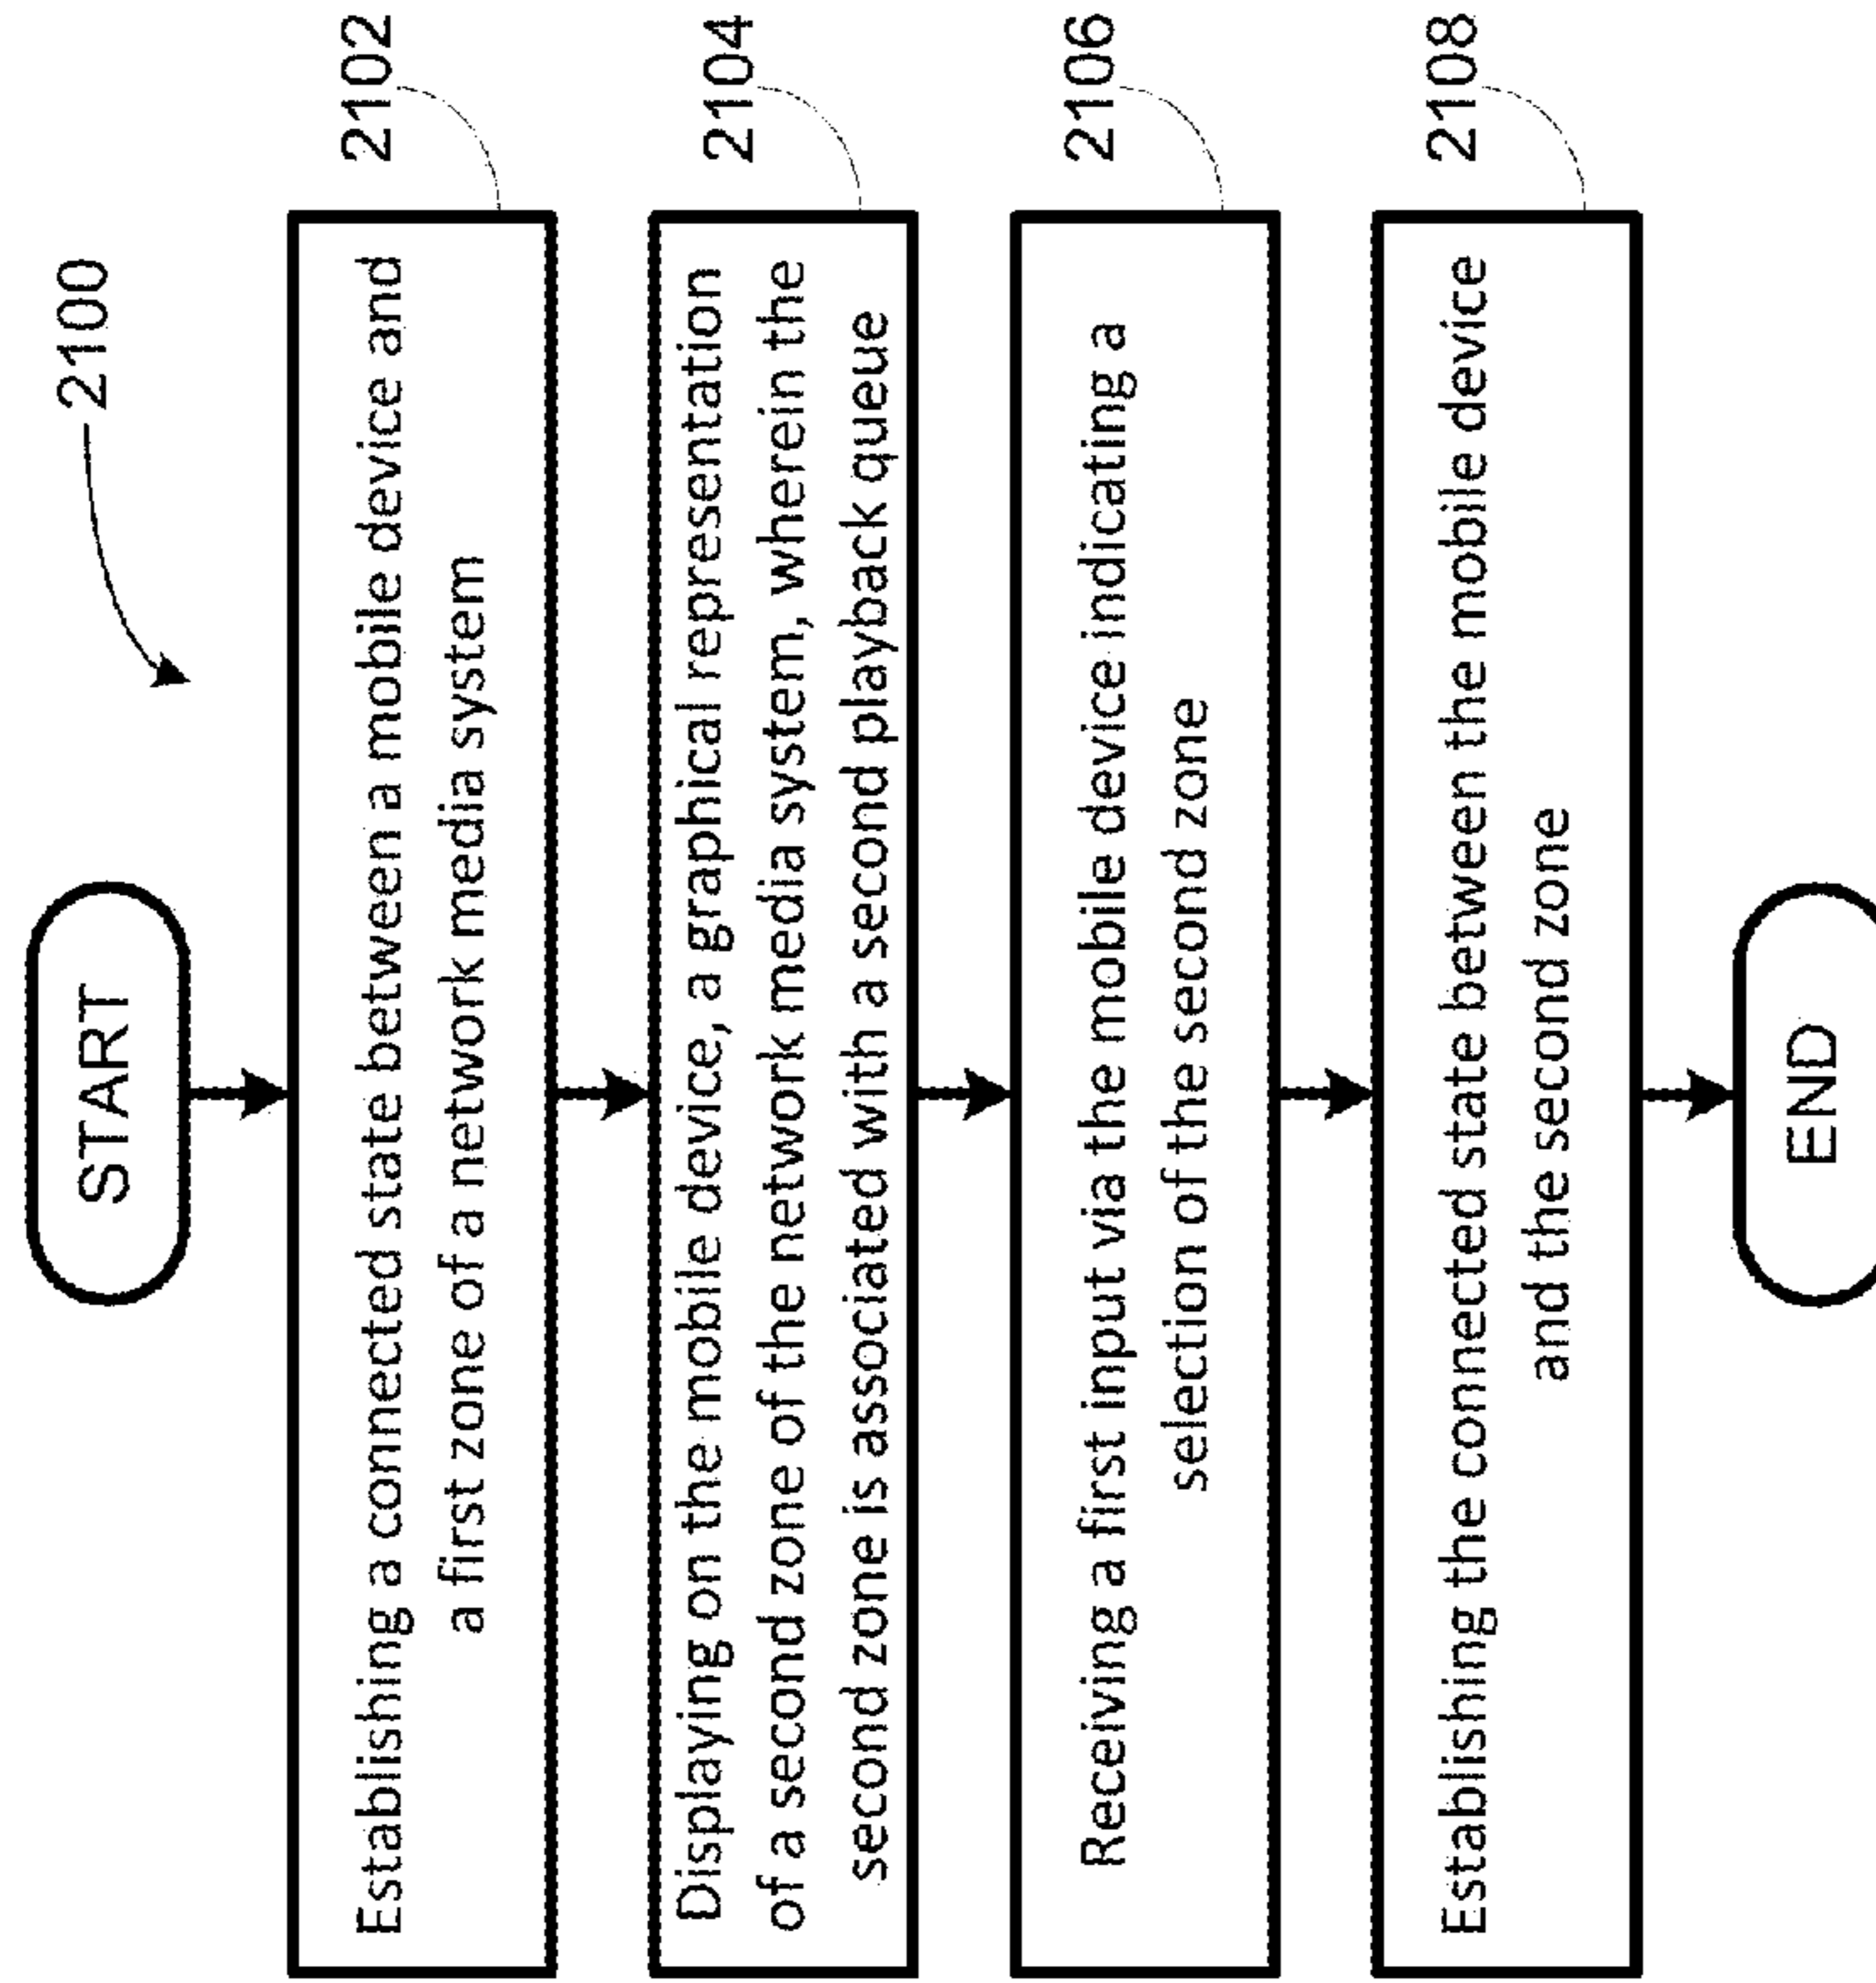 2100
START
Establishing a connected state between a mobile device and
a first zone of a network media system
2102
Displaying on the mobile device, a graphical representation
of a second zone of the network media system, wherein the
second zone is associated with a second playback queue
2104
Receiving a first input via the mobile device indicating a
selection of the second zone
2106
Establishing the connected state between the mobile device
and the second zone
2108
END